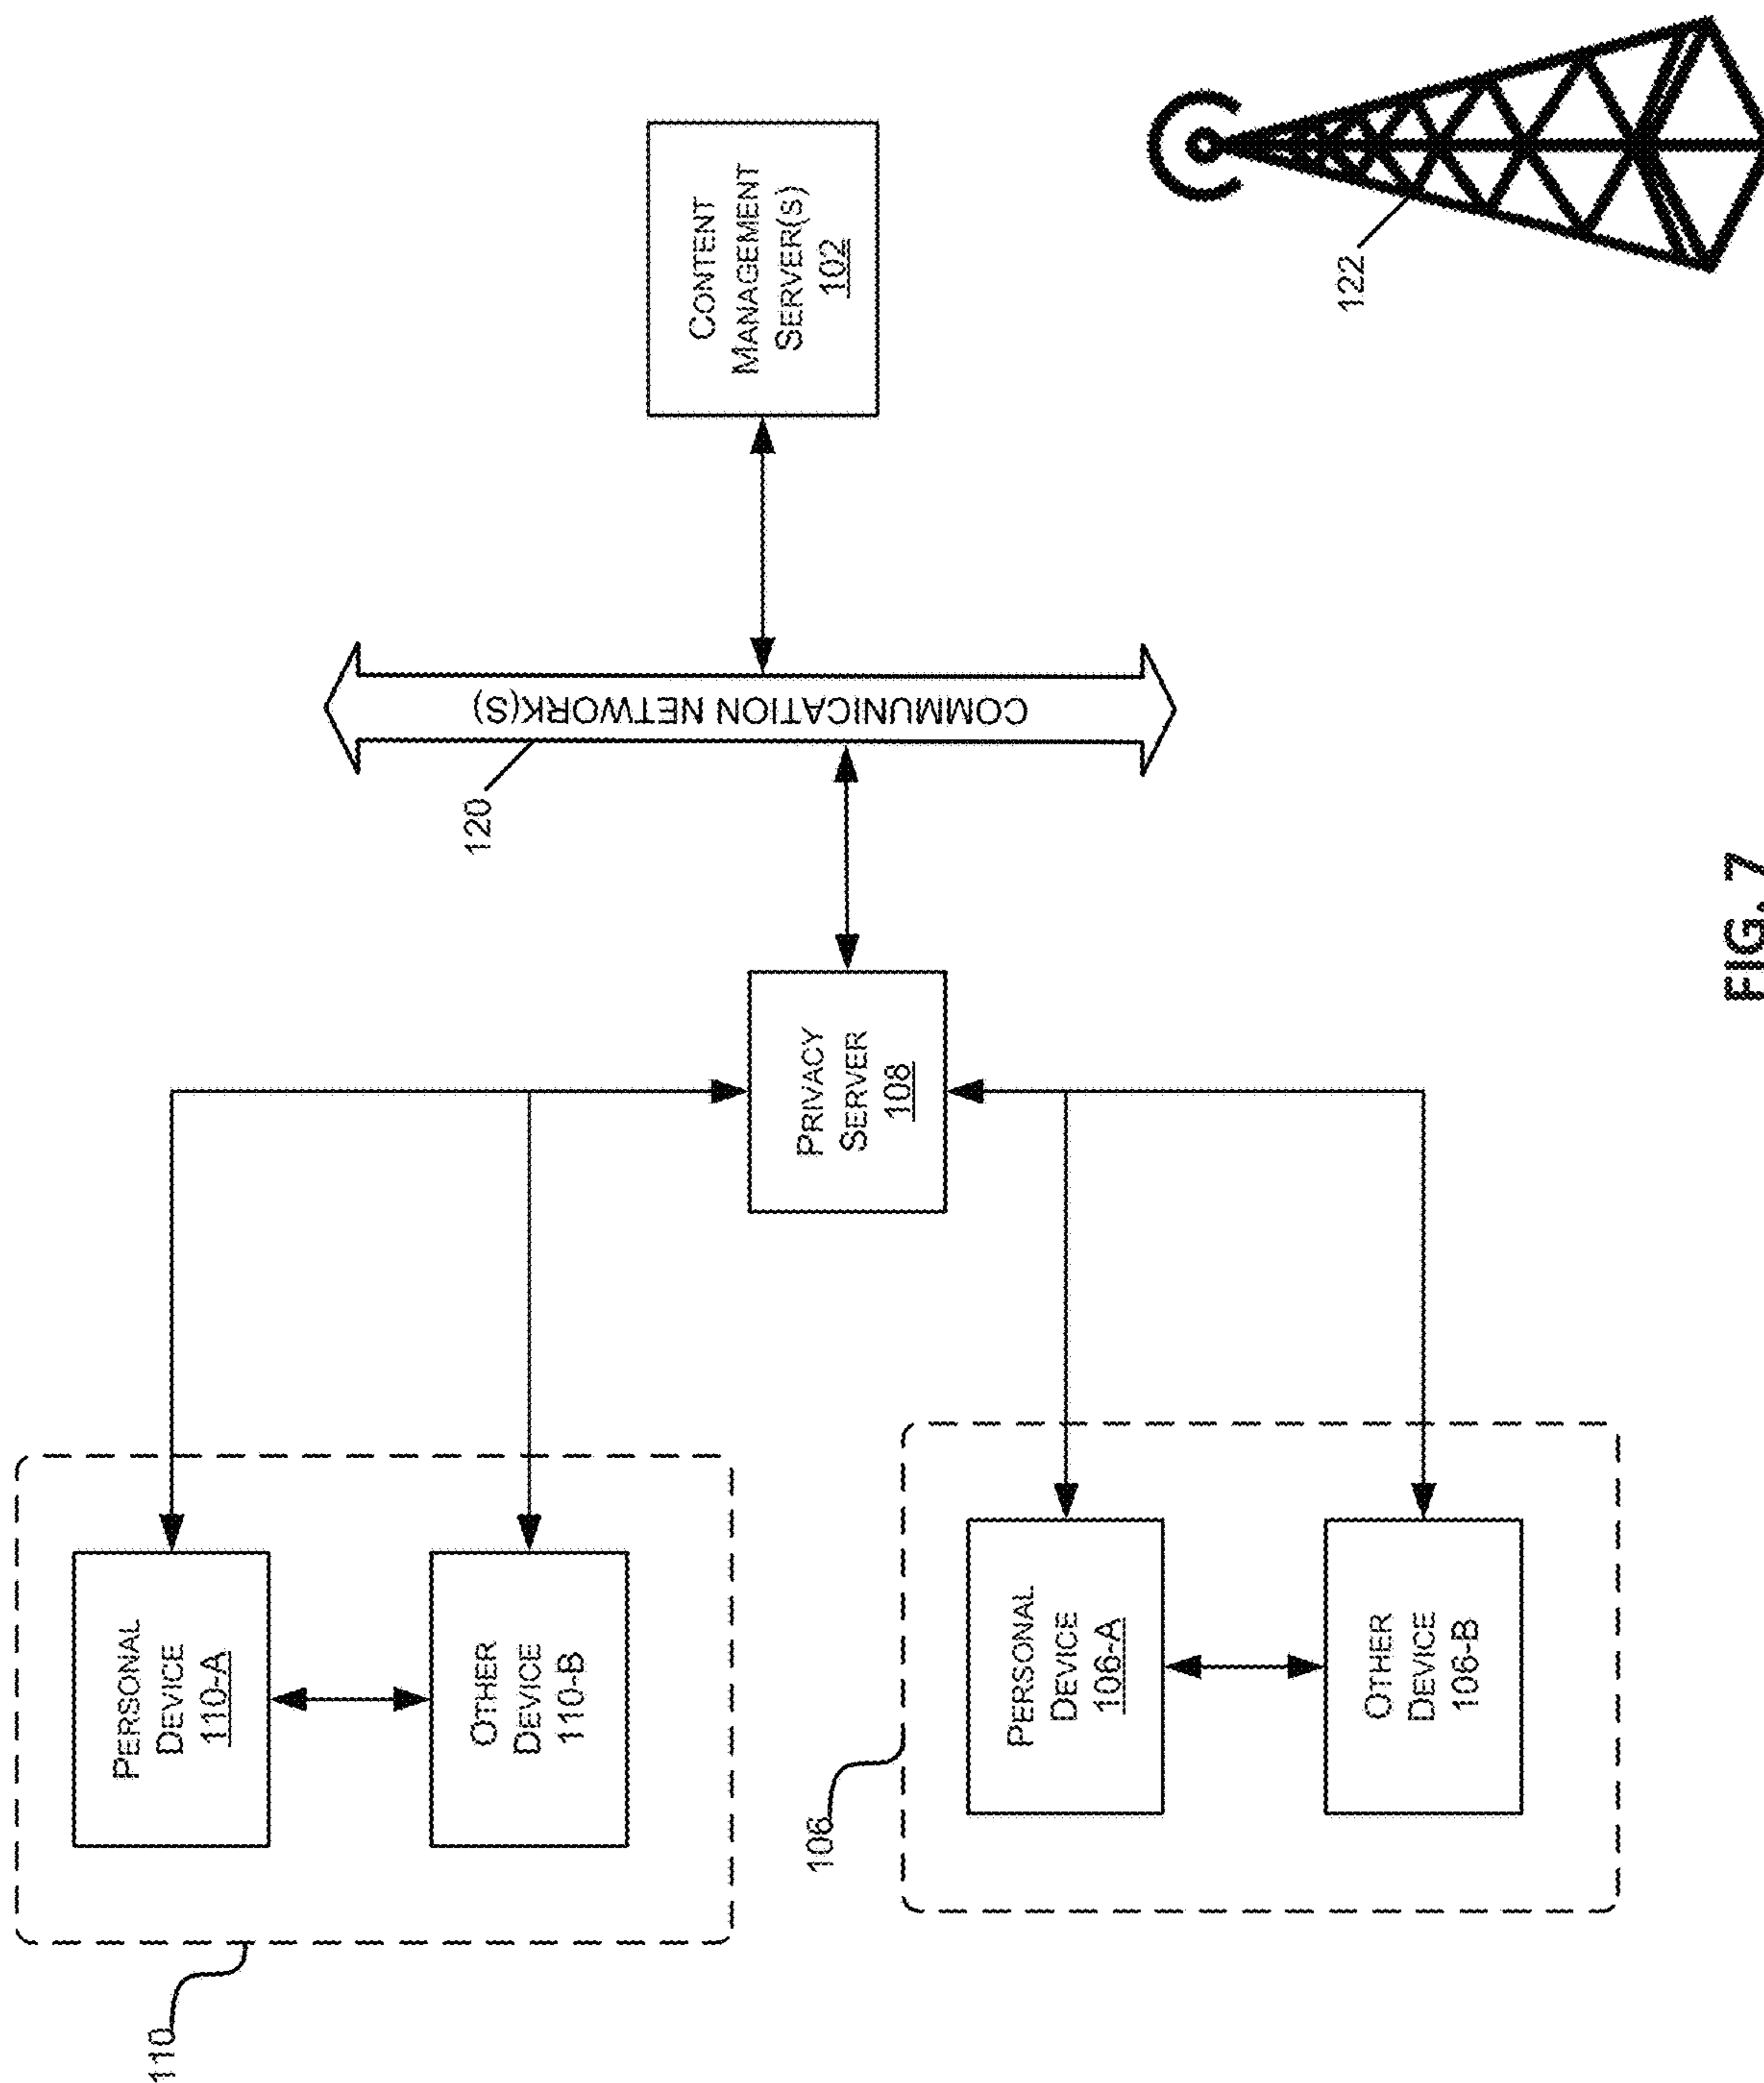 110
PERSONAL
DEVICE
110-A
OTHER
DEVICE
110-B
106
PERSONAL
DEVICE
106-A
OTHER
DEVICE
106-B
PRIVACY
SERVER
108
120
COMMUNICATION NETWORK(S)
CONTENT
MANAGEMENT
SERVER(S)
102
122
FIG. 7